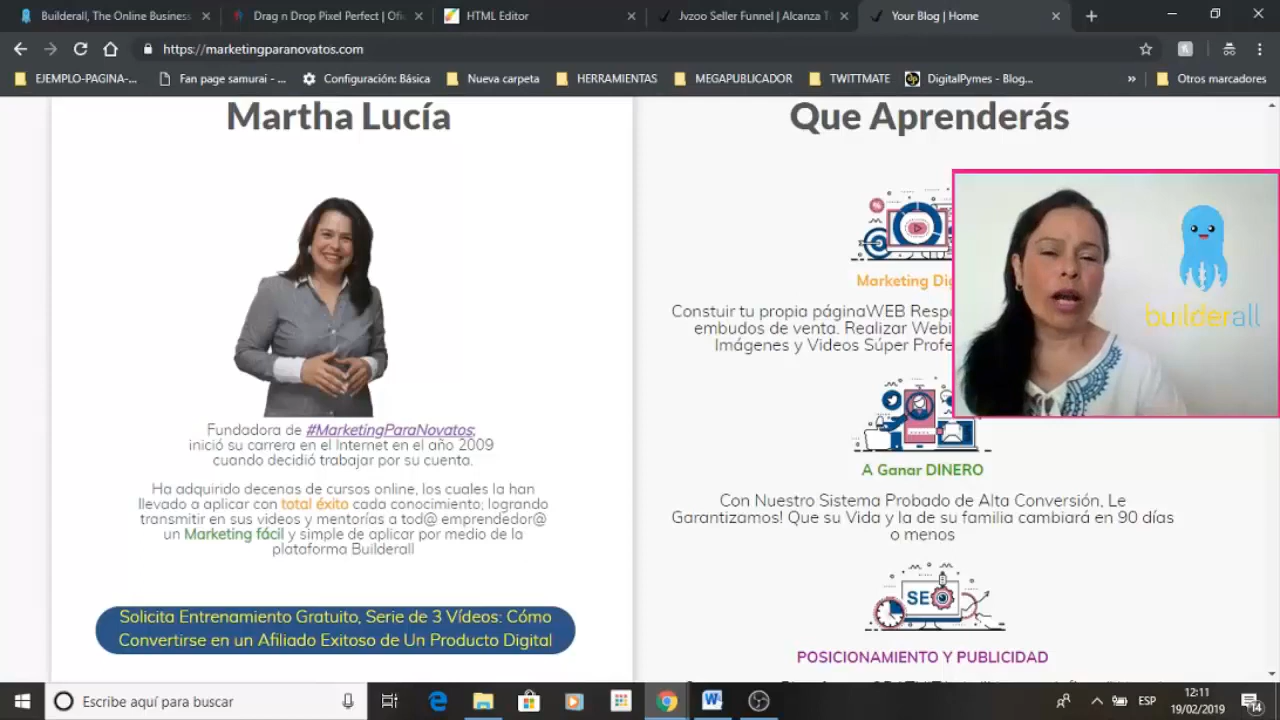 Builderall, The Online Business
Drag n Drop Pixel Perfect | Ofic
HTML Editor
Jvzoo Seller Funnel | Alcanza T
Your Blog | Home
https://marketingparanovatos.com
EJEMPLO-PAGINA-...
Fan page samurai - ...
Configuración: Básica
Nueva carpeta
HERRAMIENTAS
MEGAPUBLICADOR
TWITTMATE
DigitalPymes - Blog...
Otros marcadores
Martha Lucía
Fundadora de #MarketingParaNovatos;
inició su carrera en el Internet en el año 2009
cuando decidió trabajar por su cuenta.
Ha adquirido decenas de cursos online, los cuales la han
llevado a aplicar con total éxito cada conocimiento; logrando
transmitir en sus videos y mentorías a tod@ emprendedor@
un Marketing fácil y simple de aplicar por medio de la
plataforma Builderall
Solicita Enrenamiento Gratuito, Serie de 3 Vídeos: Cómo
Convertirse en un Afiliado Exitoso de Un Producto Digital
Que Aprenderás
Marketing Dig
Constuir tu propia páginaWEB Resp
embudos de venta. Realizar Webi
Imágenes y Videos Súper Profe
builderall
A Ganar DINERO
Con Nuestro Sistema Probado de Alta Conversión, Le
Garantizamos! Que su Vida y la de su familia cambiará en 90 días
o menos
SEO
POSICIONAMIENTO Y PUBLICIDAD
Escribe aquí para buscar
ESP
12:11
19/02/2019
14